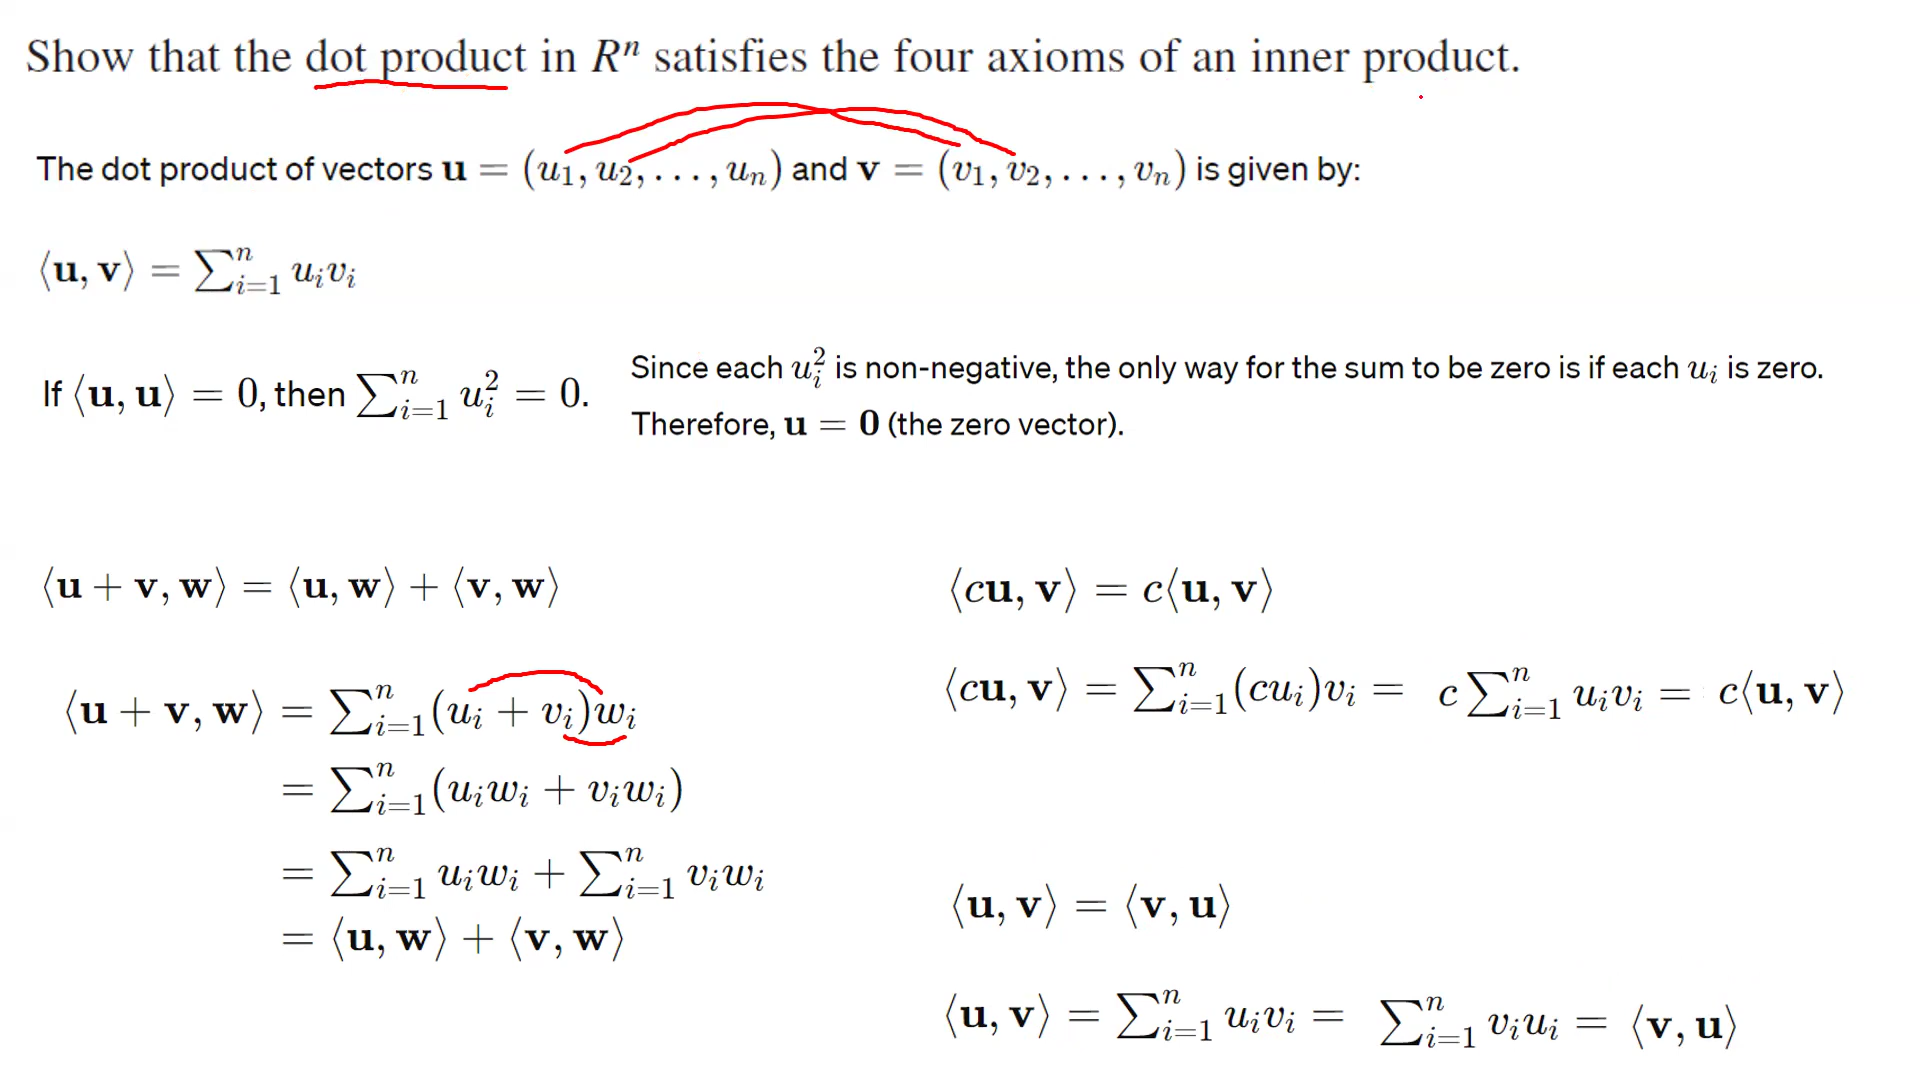 Show that the dot product in Rⁿ satisfies the four axioms of an inner product.
The dot product of vectors u = (u₁, u₂, . . . , uₙ) and v = (v₁, v₂, . . . , vₙ) is given by:
⟨u, v⟩ = ∑ⁿᵢ₌₁ uᵢvᵢ
If ⟨u, u⟩ = 0, then ∑ⁿᵢ₌₁ uᵢ² = 0.
Since each uᵢ² is non-negative, the only way for the sum to be zero is if each uᵢ is zero.
Therefore, u = 0 (the zero vector).
⟨u + v, w⟩ = ⟨u, w⟩ + ⟨v, w⟩
⟨u + v, w⟩ = ∑ⁿᵢ₌₁(uᵢ + vᵢ)wᵢ
= ∑ⁿᵢ₌₁(uᵢwᵢ + vᵢwᵢ)
= ∑ⁿᵢ₌₁ uᵢwᵢ + ∑ⁿᵢ₌₁ vᵢwᵢ
= ⟨u, w⟩ + ⟨v, w⟩
⟨cu, v⟩ = c⟨u, v⟩
⟨cu, v⟩ = ∑ⁿᵢ₌₁(cuᵢ)vᵢ = c∑ⁿᵢ₌₁ uᵢvᵢ = c⟨u, v⟩
⟨u, v⟩ = ⟨v, u⟩
⟨u, v⟩ = ∑ⁿᵢ₌₁ uᵢvᵢ = ∑ⁿᵢ₌₁ vᵢuᵢ = ⟨v, u⟩